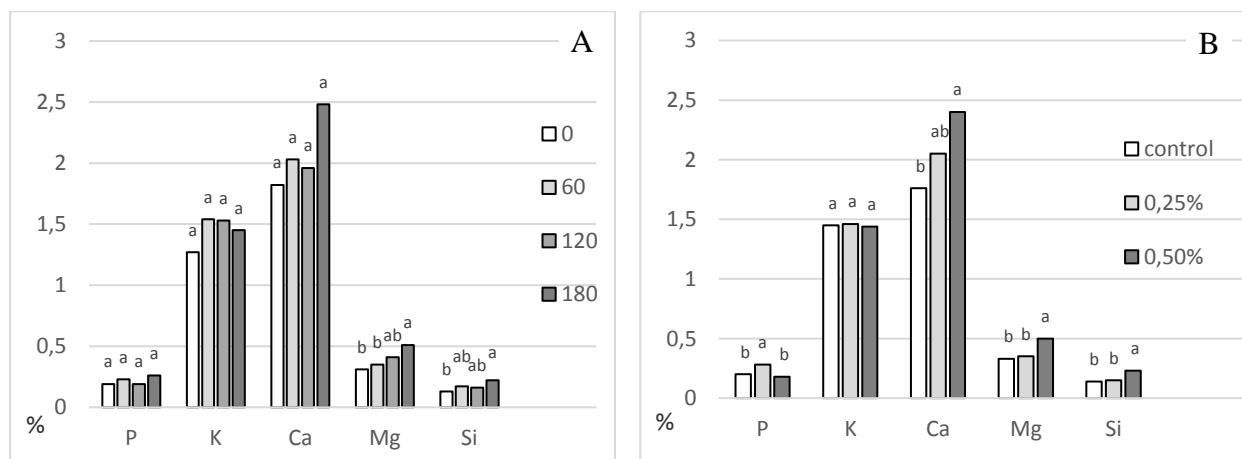 A
3
2,5
2
1,5
1
0,5
0
%
a a a a
a a a a
a a a a
b b ab a
b ab ab a
P K Ca Mg Si
0
60
120
180
B
3
2,5
2
1,5
1
0,5
0
%
b a b
a a a
b ab a
b b a
b b a
P K Ca Mg Si
control
0,25%
0,50%